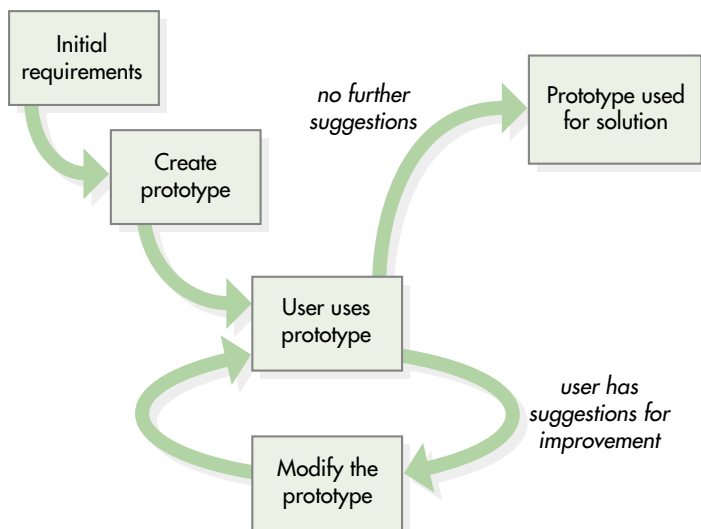 Initial
requirements
Create
prototype
User uses
prototype
no further
suggestions
Prototype used
for solution
user has
suggestions for
improvement
Modify the
prototype